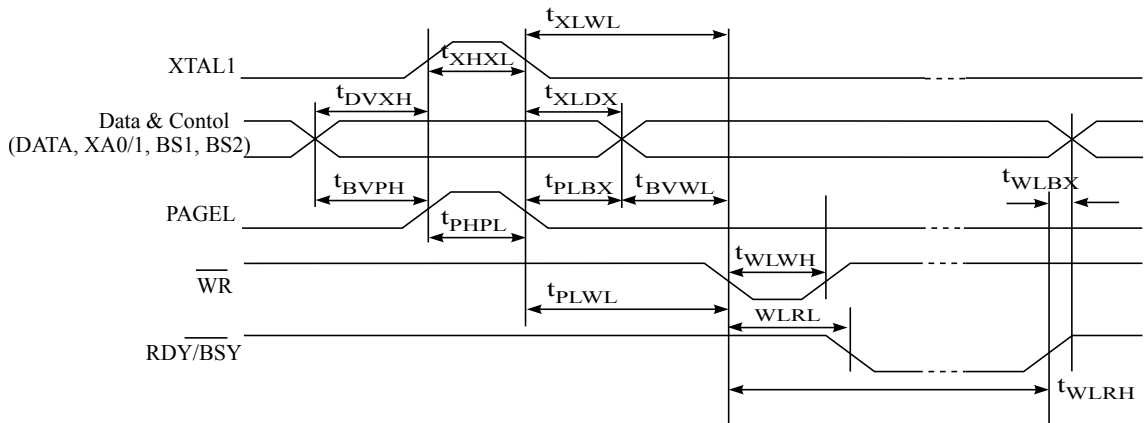 tXLWL
XTAL1
tXHXL
tDVXH
tXLDX
Data & Contol
(DATA, XA0/1, BS1, BS2)
tBVPH
tPLBX
tBVWL
tWLBX
PAGEL
tPHPL
WR
tWLWH
tPLWL
WLRL
RDY/BSY
tWLRH